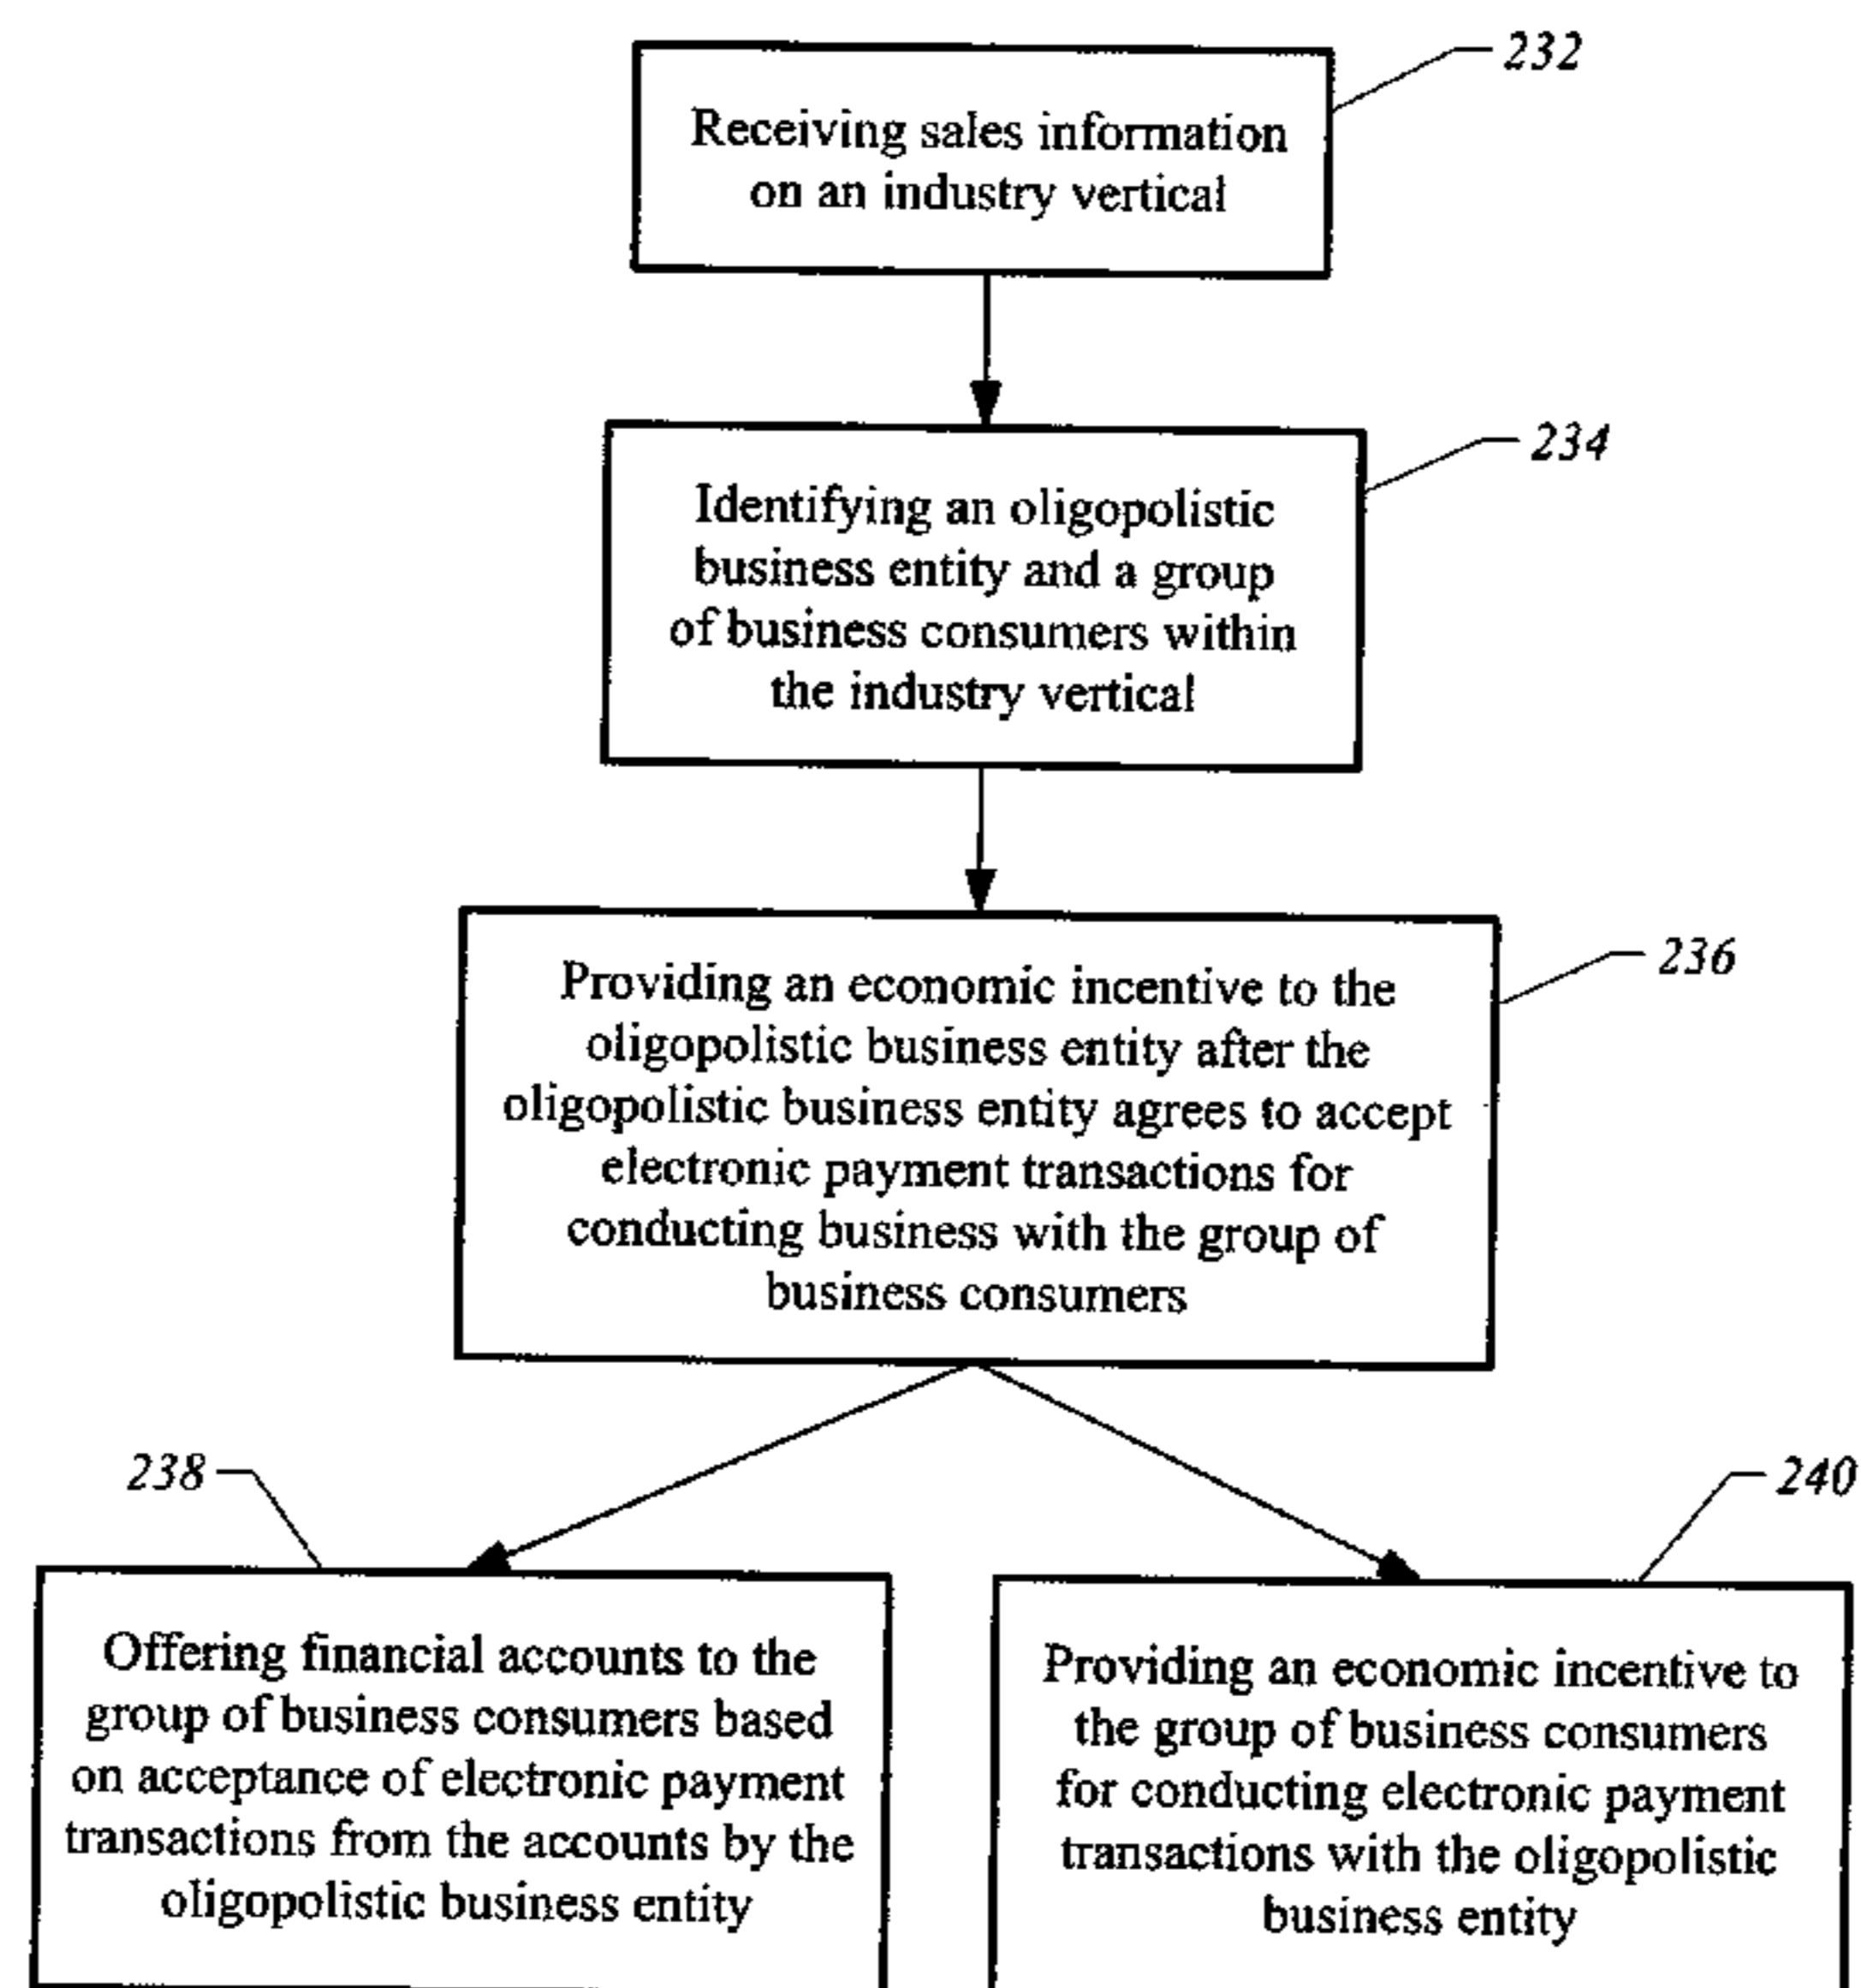 232
Receiving sales information
on an industry vertical
234
Identifying an oligopolistic
business entity and a group
of business consumers within
the industry vertical
236
Providing an economic incentive to the
oligopolistic business entity after the
oligopolistic business entity agrees to accept
electronic payment transactions for
conducting business with the group of
business consumers
238
Offering financial accounts to the
group of business consumers based
on acceptance of electronic payment
transactions from the accounts by the
oligopolistic business entity
240
Providing an economic incentive to
the group of business consumers
for conducting electronic payment
transactions with the oligopolistic
business entity